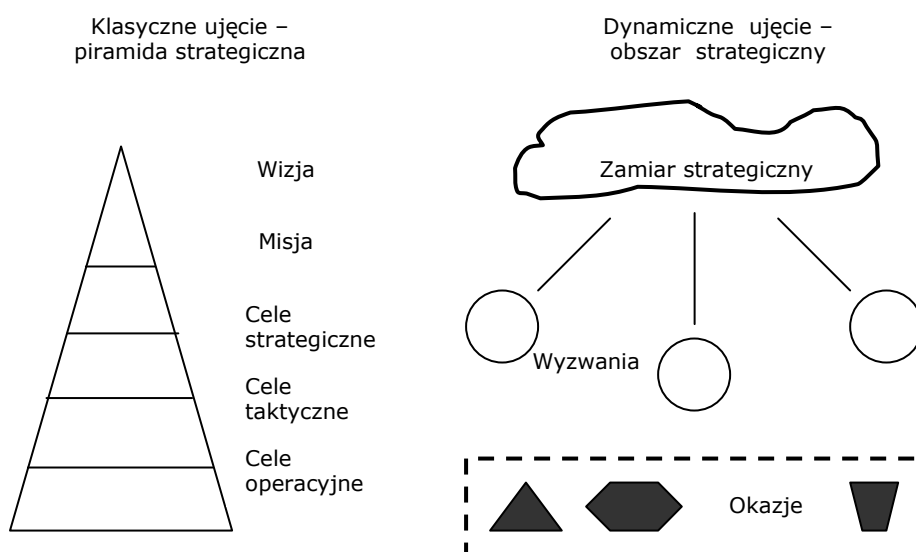 Klasyczne ujęcie –
piramida strategiczna
Wizja
Misja
Cele
strategiczne
Cele
taktyczne
Cele
operacyjne
Dynamiczne ujęcie –
obszar strategiczny
Zamiar strategiczny
Wyzwania
Okazje